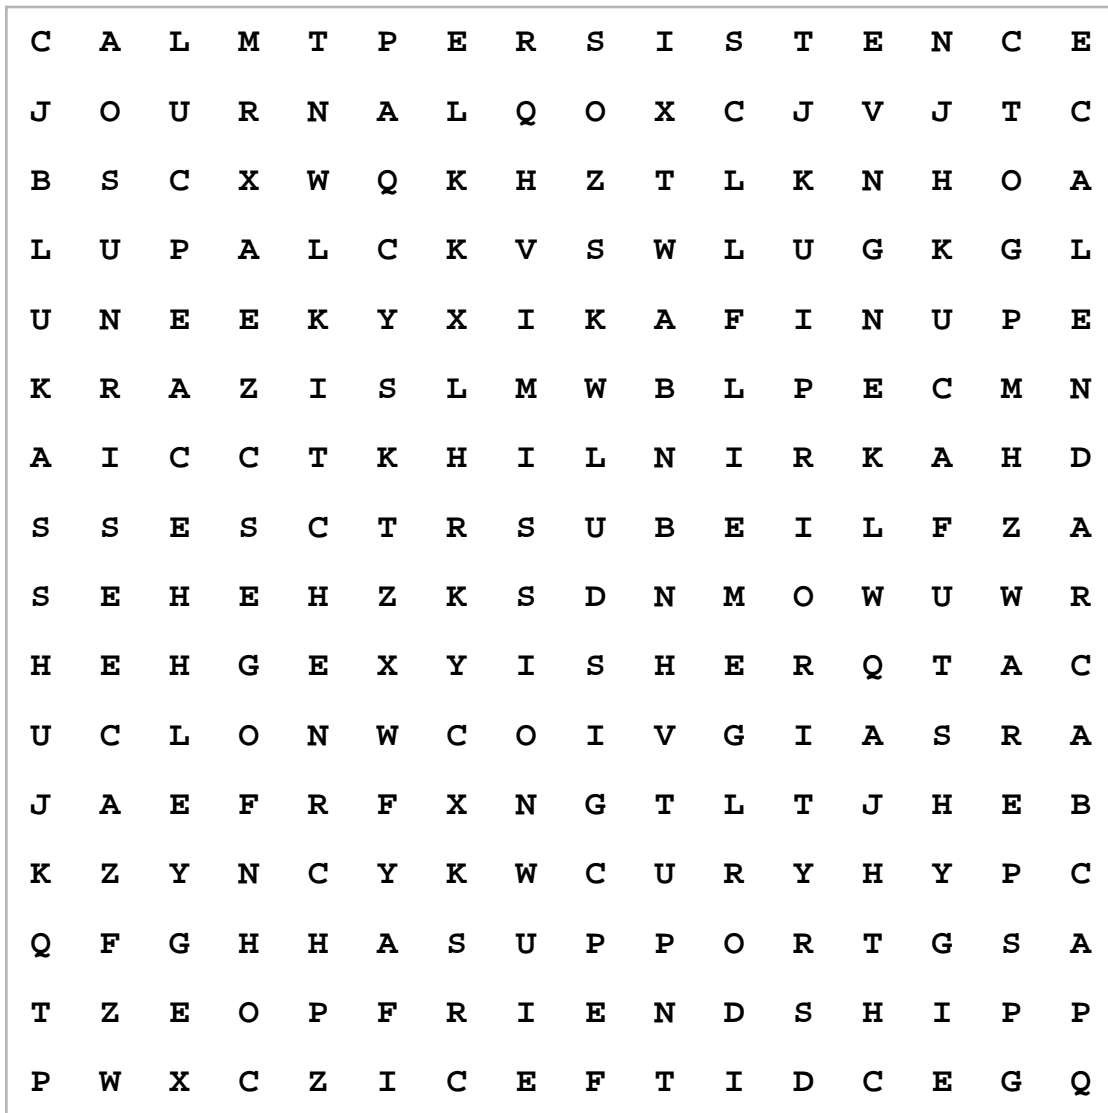 C A L M T P E R S I S T E N C E
J O U R N A L Q O X C J V J T C
B S C X W Q K H Z T L K N H O A
L U P A L C K V S W L U G K G L
U N E E K Y X I K A F I N U P E
K R A Z I S L M W B L P E C M N
A I C C T K H I L N I R K A H D
S S E S C T R S U B E I L F Z A
S E H E H Z K S D N M O W U W R
H E H G E X Y I S H E R Q T A C
U C L O N W C O I V G I A S R A
J A E F R F X N G T L T J H E B
K Z Y N C Y K W C U R Y H Y P C
Q F G H H A S U P P O R T G S A
T Z E O P F R I E N D S H I P P
P W X C Z I C E F T I D C E G Q